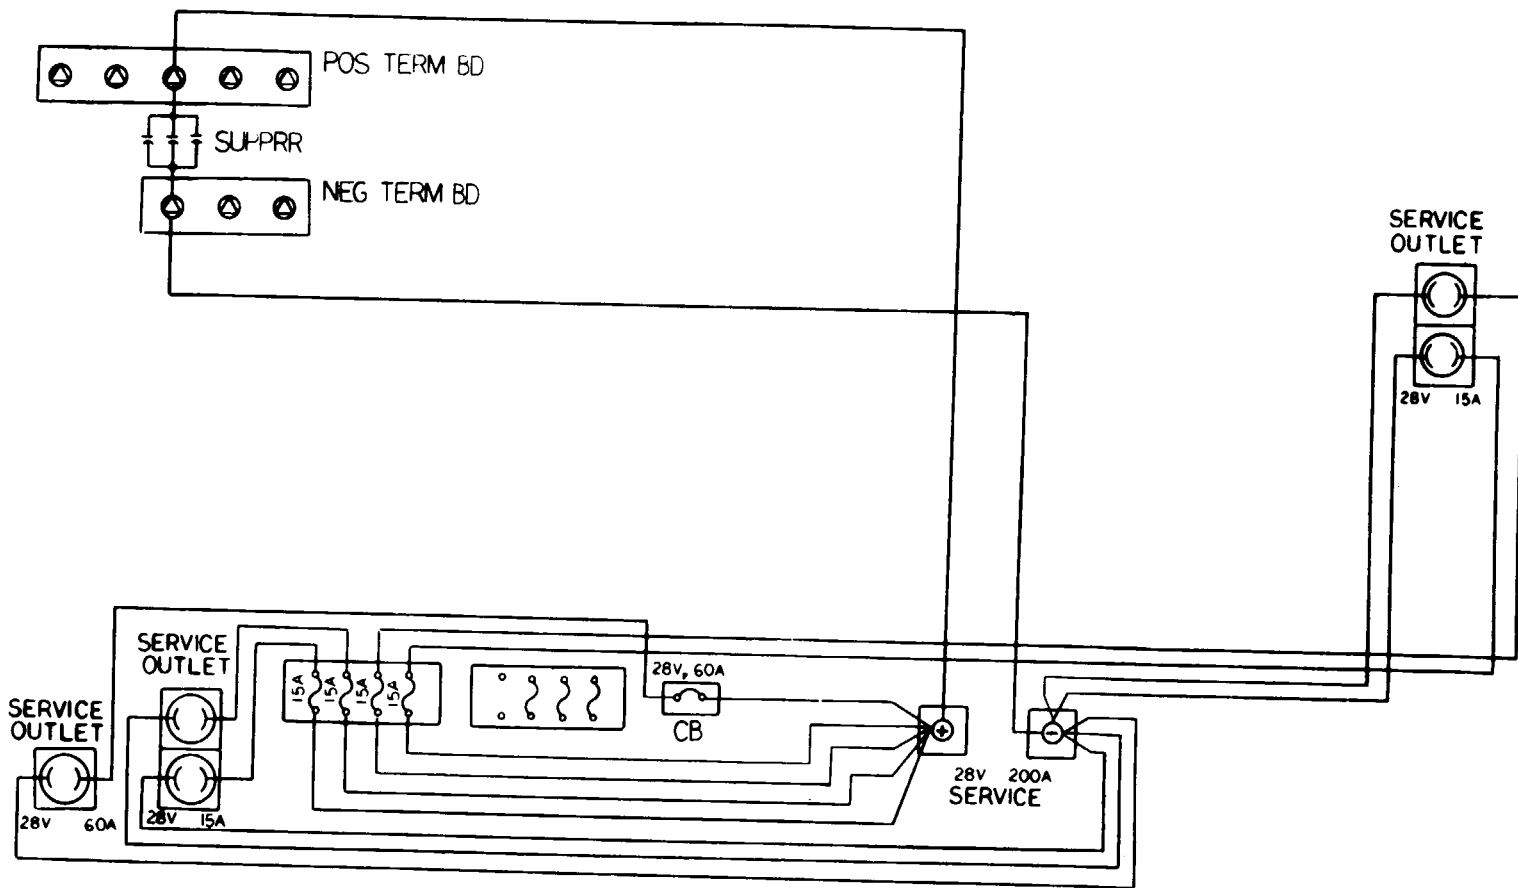 POS TERM BD
SUPPRR
NEG TERM BD
SERVICE
OUTLET
28V 15A
SERVICE
OUTLET
15A 15A 15A 15A
28V, 60A
CB
SERVICE
OUTLET
28V 60A
28V 15A
+
-
28V 200A
SERVICE